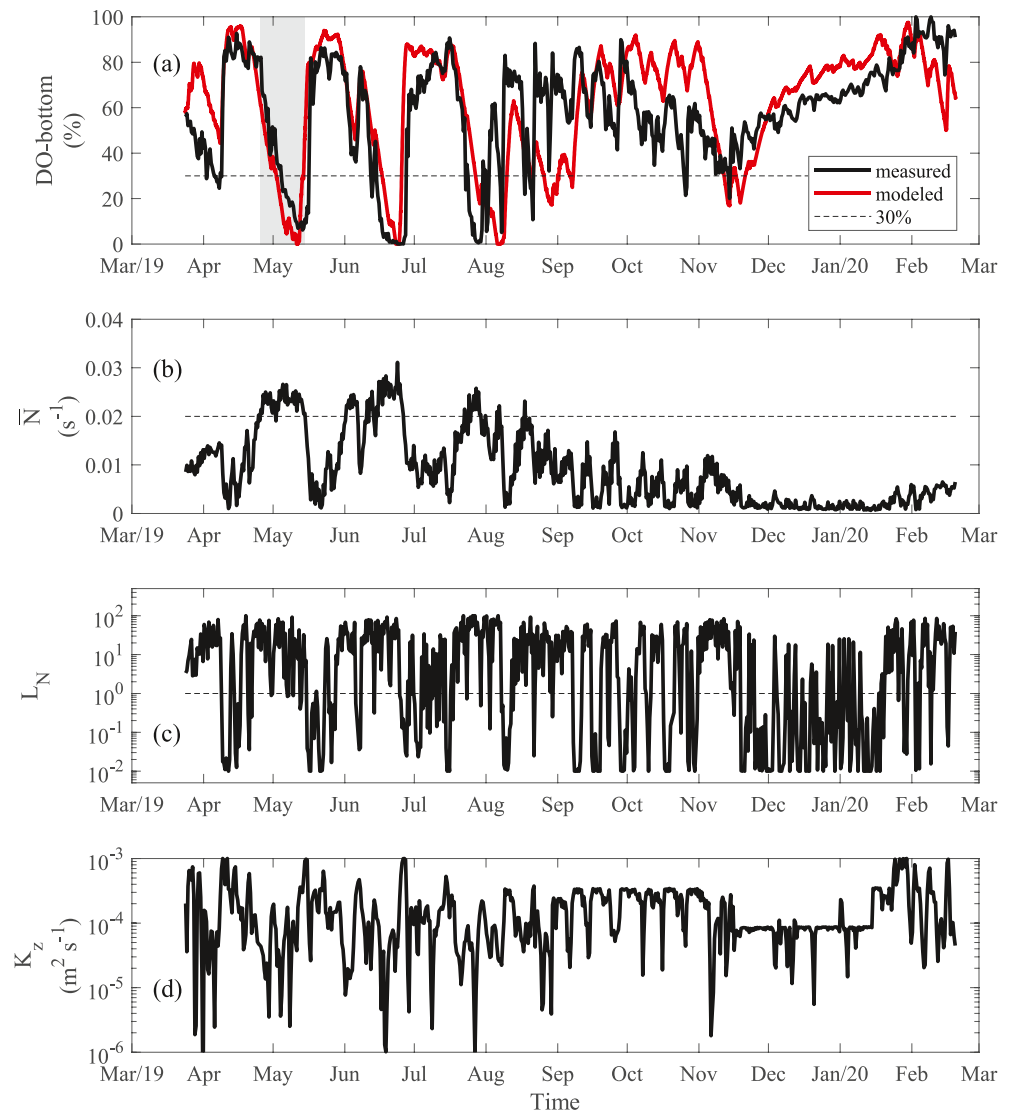 100
80
60
40
20
0
DO-bottom
(%)
(a)
measured
modeled
30%
Mar/19 Apr May Jun Jul Aug Sep Oct Nov Dec Jan/20 Feb Mar
0.04
0.03
0.02
0.01
0
N̅
(s⁻¹)
(b)
Mar/19 Apr May Jun Jul Aug Sep Oct Nov Dec Jan/20 Feb Mar
10²
10¹
10⁰
10⁻¹
10⁻²
L_N
(c)
Mar/19 Apr May Jun Jul Aug Sep Oct Nov Dec Jan/20 Feb Mar
10⁻³
10⁻⁴
10⁻⁵
10⁻⁶
K_z
(m² s⁻¹)
(d)
Mar/19 Apr May Jun Jul Aug Sep Oct Nov Dec Jan/20 Feb Mar
Time